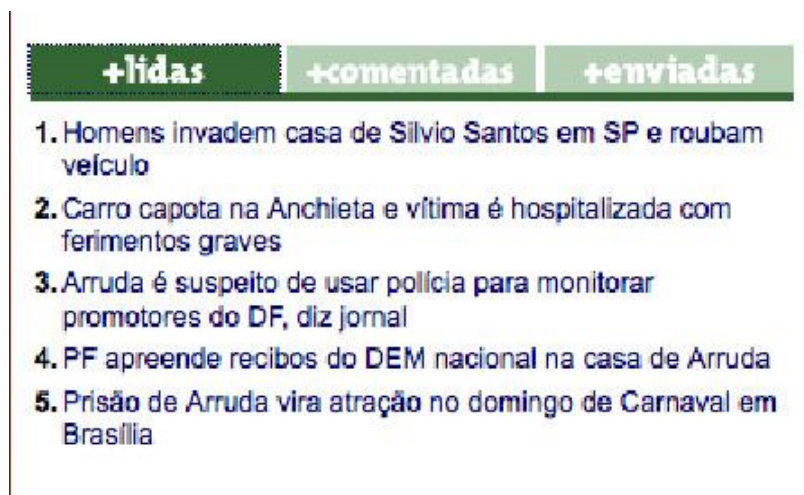 +lidas +comentadas +enviadas
1. Homens invadem casa de Silvio Santos em SP e roubam
veículo
2. Carro capota na Anchieta e vítima é hospitalizada com
ferimentos graves
3. Arruda é suspeito de usar polícia para monitorar
promotores do DF, diz jornal
4. PF apreende recibos do DEM nacional na casa de Arruda
5. Prisão de Arruda vira atração no domingo de Carnaval em
Brasília